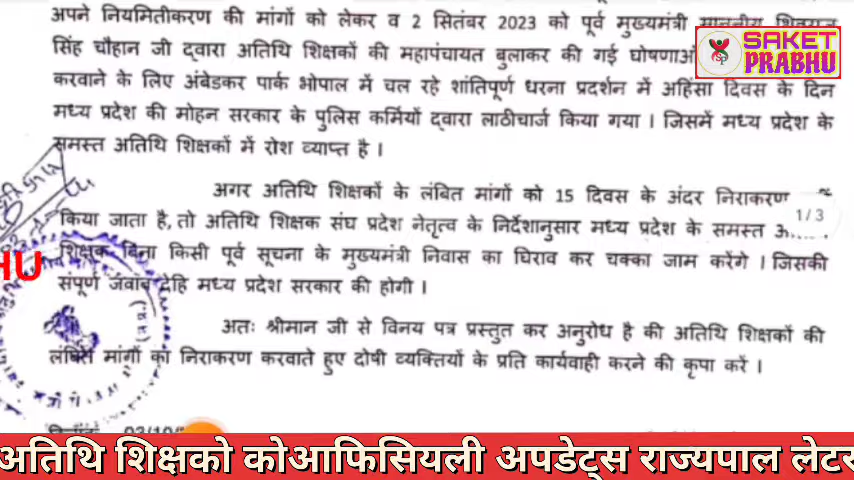 अपने नियमितीकरण की मांगों को लेकर व 2 सितंबर 2023 को पूर्व मुख्यमंत्री माननीय शिवराज
सिंह चौहान जी द्वारा अतिथि शिक्षकों की महापंचायत बुलाकर की गई घोषणाओं
करवाने के लिए अंबेडकर पार्क भोपाल में चल रहे शांतिपूर्ण धरना प्रदर्शन में अहिंसा दिवस के दिन
मध्य प्रदेश की मोहन सरकार के पुलिस कर्मियों द्वारा लाठीचार्ज किया गया । जिसमें मध्य प्रदेश के
समस्त अतिथि शिक्षकों में रोश व्याप्त है ।
अगर अतिथि शिक्षकों के लंबित मांगों को 15 दिवस के अंदर निराकरण
किया जाता है, तो अतिथि शिक्षक संघ प्रदेश नेतृत्व के निर्देशानुसार मध्य प्रदेश के समस्त
शिक्षक बिना किसी पूर्व सूचना के मुख्यमंत्री निवास का घिराव कर चक्का जाम करेंगे । जिसकी
संपूर्ण जवाब देहि मध्य प्रदेश सरकार की होगी ।
अतः श्रीमान जी से विनय पत्र प्रस्तुत कर अनुरोध है की अतिथि शिक्षकों की
लंबित मांगों का निराकरण करवाते हुए दोषी व्यक्तियों के प्रति कार्यवाही करने की कृपा करें ।
SAKET
PRABHU
1/3
HU
अतिथि शिक्षको कोआफिसियली अपडेट्स राज्यपाल लेटर